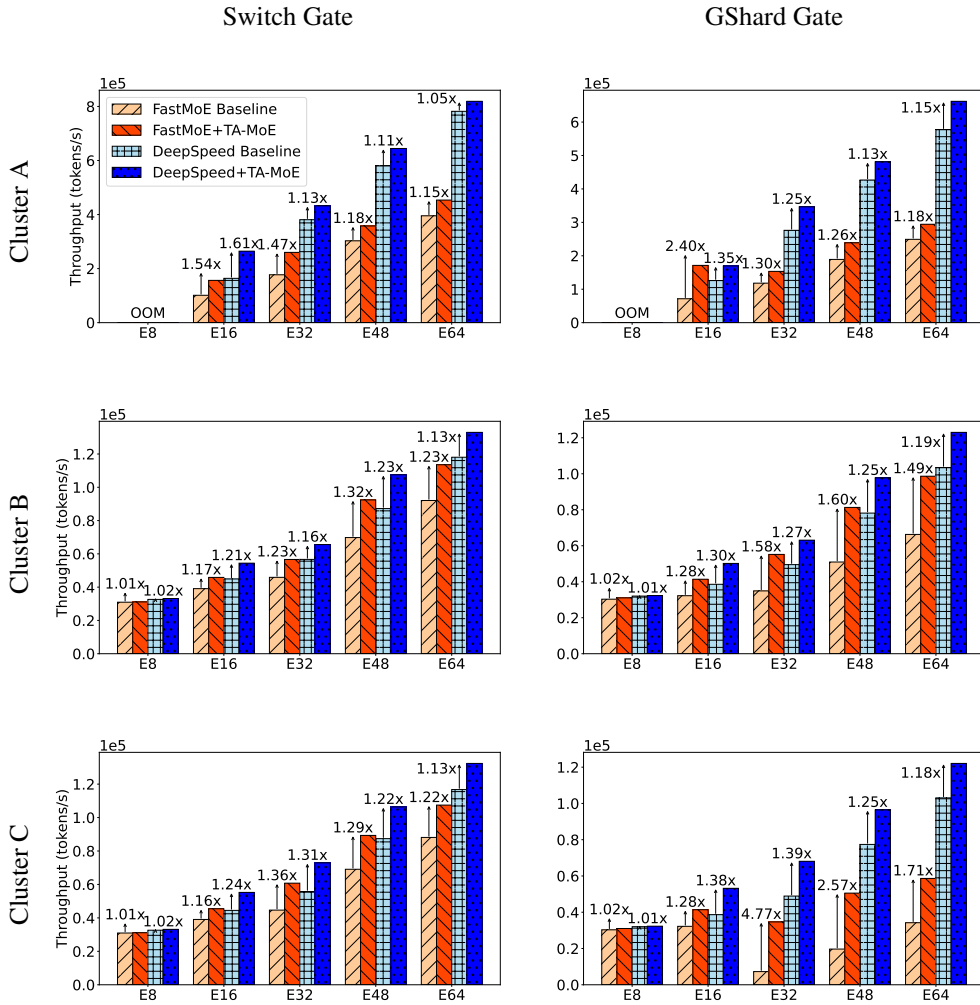 Switch Gate
GShard Gate
Cluster A
1e5
Throughput (tokens/s)
8
6
4
2
0
FastMoE Baseline
FastMoE+TA-MoE
DeepSpeed Baseline
DeepSpeed+TA-MoE
OOM
1.54x
1.61x
1.47x
1.13x
1.18x
1.11x
1.15x
1.05x
E8 E16 E32 E48 E64
1e5
6
5
4
3
2
1
0
OOM
2.40x
1.35x
1.30x
1.25x
1.26x
1.13x
1.18x
1.15x
E8 E16 E32 E48 E64
Cluster B
1e5
Throughput (tokens/s)
1.2
1.0
0.8
0.6
0.4
0.2
0.0
1.01x
1.02x
1.17x
1.21x
1.23x
1.16x
1.32x
1.23x
1.23x
1.13x
E8 E16 E32 E48 E64
1e5
1.2
1.0
0.8
0.6
0.4
0.2
0.0
1.02x
1.01x
1.28x
1.30x
1.58x
1.27x
1.60x
1.25x
1.49x
1.19x
E8 E16 E32 E48 E64
Cluster C
1e5
Throughput (tokens/s)
1.2
1.0
0.8
0.6
0.4
0.2
0.0
1.01x
1.02x
1.16x
1.24x
1.36x
1.31x
1.29x
1.22x
1.22x
1.13x
E8 E16 E32 E48 E64
1e5
1.2
1.0
0.8
0.6
0.4
0.2
0.0
1.02x
1.01x
1.28x
1.38x
4.77x
1.39x
2.57x
1.25x
1.71x
1.18x
E8 E16 E32 E48 E64